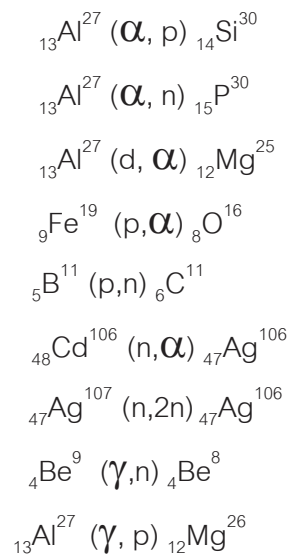 ₁₃Al²⁷ (α, p) ₁₄Si³⁰
₁₃Al²⁷ (α, n) ₁₅P³⁰
₁₃Al²⁷ (d, α) ₁₂Mg²⁵
₉Fe¹⁹ (p,α) ₈O¹⁶
₅B¹¹ (p,n) ₆C¹¹
₄₈Cd¹⁰⁶ (n,α) ₄₇Ag¹⁰⁶
₄₇Ag¹⁰⁷ (n,2n) ₄₇Ag¹⁰⁶
₄Be⁹ (γ,n) ₄Be⁸
₁₃Al²⁷ (γ, p) ₁₂Mg²⁶